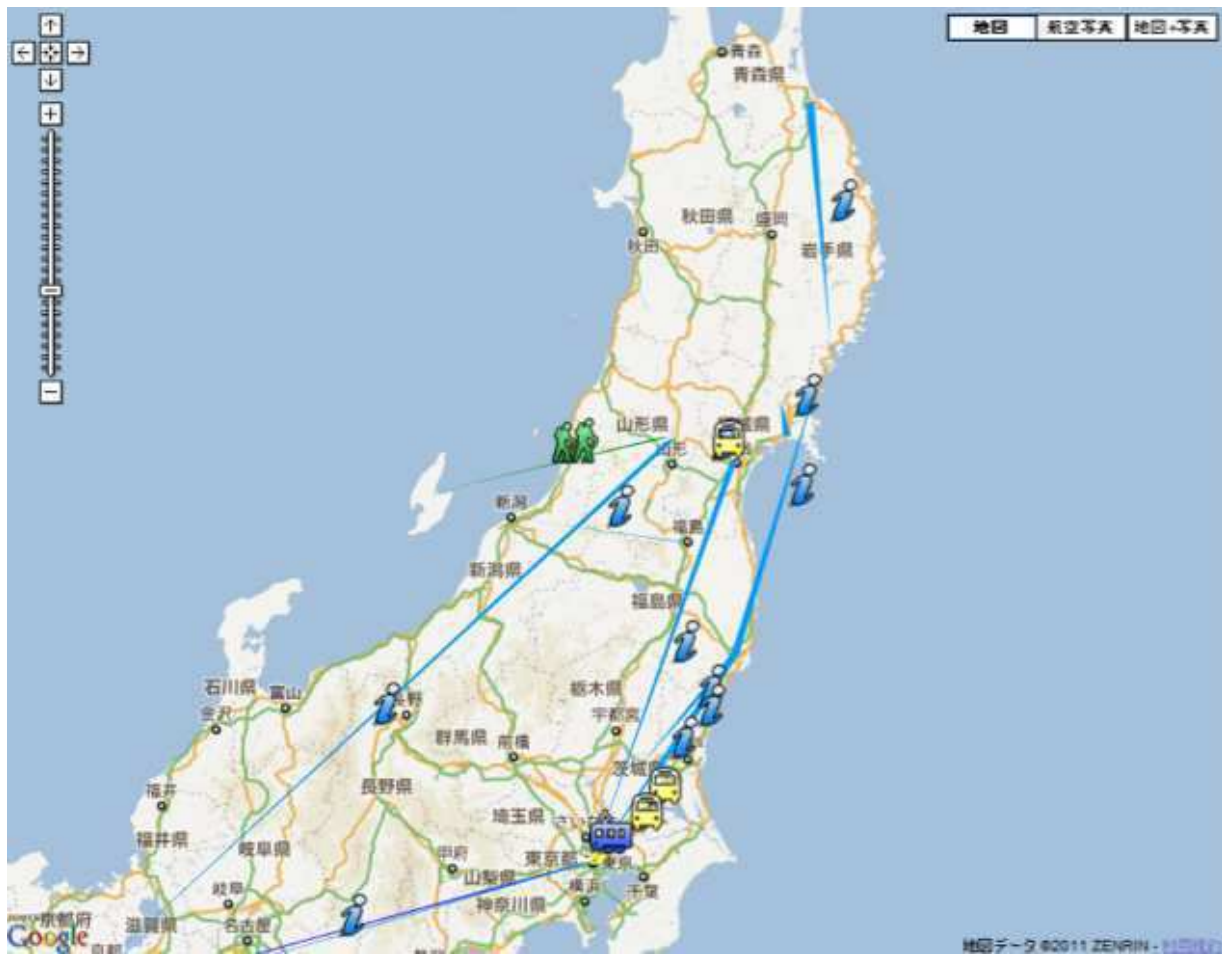 地図
航空写真
地図+写真
青森
青森県
秋田県
盛岡
秋田
岩手県
山形県
山形
新潟
福島
新潟県
福島県
石川県
富山
栃木県
金沢
宇都宮
群馬県
前橋
茨城県
長野県
福井
埼玉県
福井県
岐阜県
甲府
東京都
山梨県
岐阜
横浜
千葉
神奈川県
滋賀県
名古屋
京都府
Google
地図データ ©2011 ZENRIN -